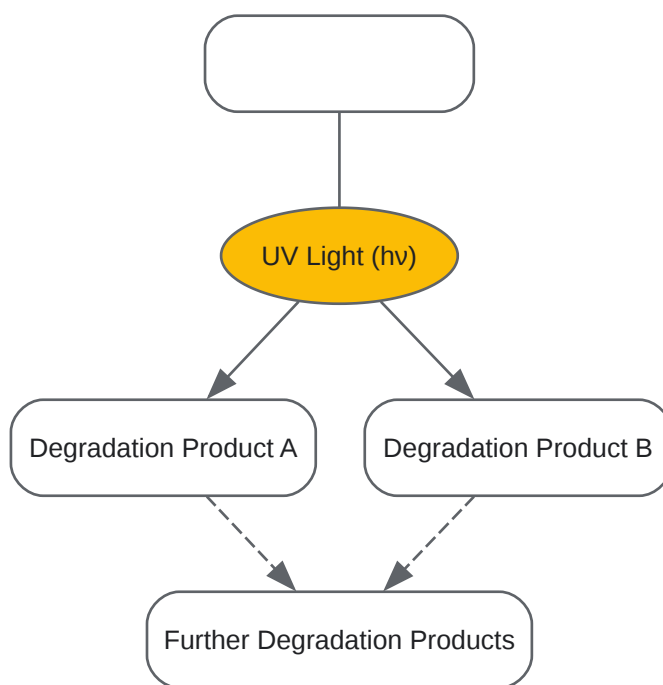 UV Light (hν)
Degradation Product A
Degradation Product B
Further Degradation Products